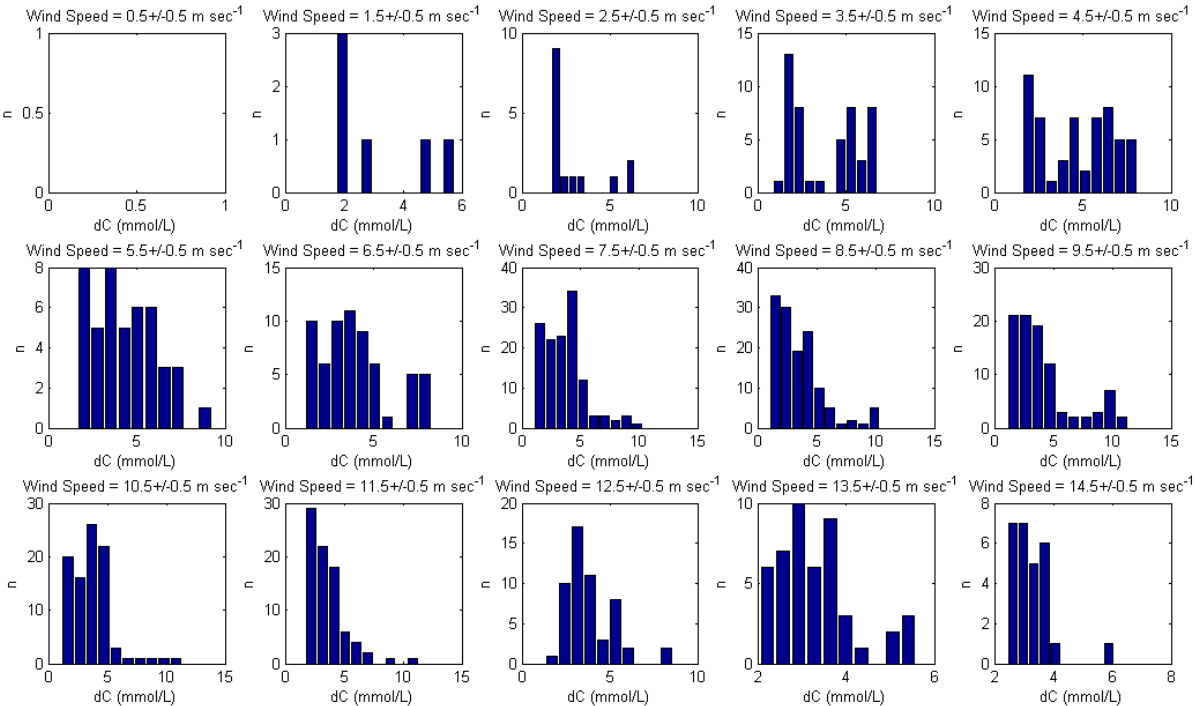 Wind Speed = 0.5+/-0.5 m sec⁻¹
1
0.5
0
n
0 0.5 1
dC (mmol/L)
Wind Speed = 1.5+/-0.5 m sec⁻¹
3
2
1
0
n
0 2 4 6
dC (mmol/L)
Wind Speed = 2.5+/-0.5 m sec⁻¹
10
5
0
n
0 5 10
dC (mmol/L)
Wind Speed = 3.5+/-0.5 m sec⁻¹
15
10
5
0
n
0 5 10
dC (mmol/L)
Wind Speed = 4.5+/-0.5 m sec⁻¹
15
10
5
0
n
0 5 10
dC (mmol/L)
Wind Speed = 5.5+/-0.5 m sec⁻¹
8
6
4
2
0
n
0 5 10
dC (mmol/L)
Wind Speed = 6.5+/-0.5 m sec⁻¹
15
10
5
0
n
0 5 10
dC (mmol/L)
Wind Speed = 7.5+/-0.5 m sec⁻¹
40
30
20
10
0
n
0 5 10 15
dC (mmol/L)
Wind Speed = 8.5+/-0.5 m sec⁻¹
40
30
20
10
0
n
0 5 10 15
dC (mmol/L)
Wind Speed = 9.5+/-0.5 m sec⁻¹
30
20
10
0
n
0 5 10 15
dC (mmol/L)
Wind Speed = 10.5+/-0.5 m sec⁻¹
30
20
10
0
n
0 5 10 15
dC (mmol/L)
Wind Speed = 11.5+/-0.5 m sec⁻¹
30
20
10
0
n
0 5 10 15
dC (mmol/L)
Wind Speed = 12.5+/-0.5 m sec⁻¹
20
15
10
5
0
n
0 5 10
dC (mmol/L)
Wind Speed = 13.5+/-0.5 m sec⁻¹
10
5
0
n
2 4 6
dC (mmol/L)
Wind Speed = 14.5+/-0.5 m sec⁻¹
8
6
4
2
0
n
2 4 6 8
dC (mmol/L)